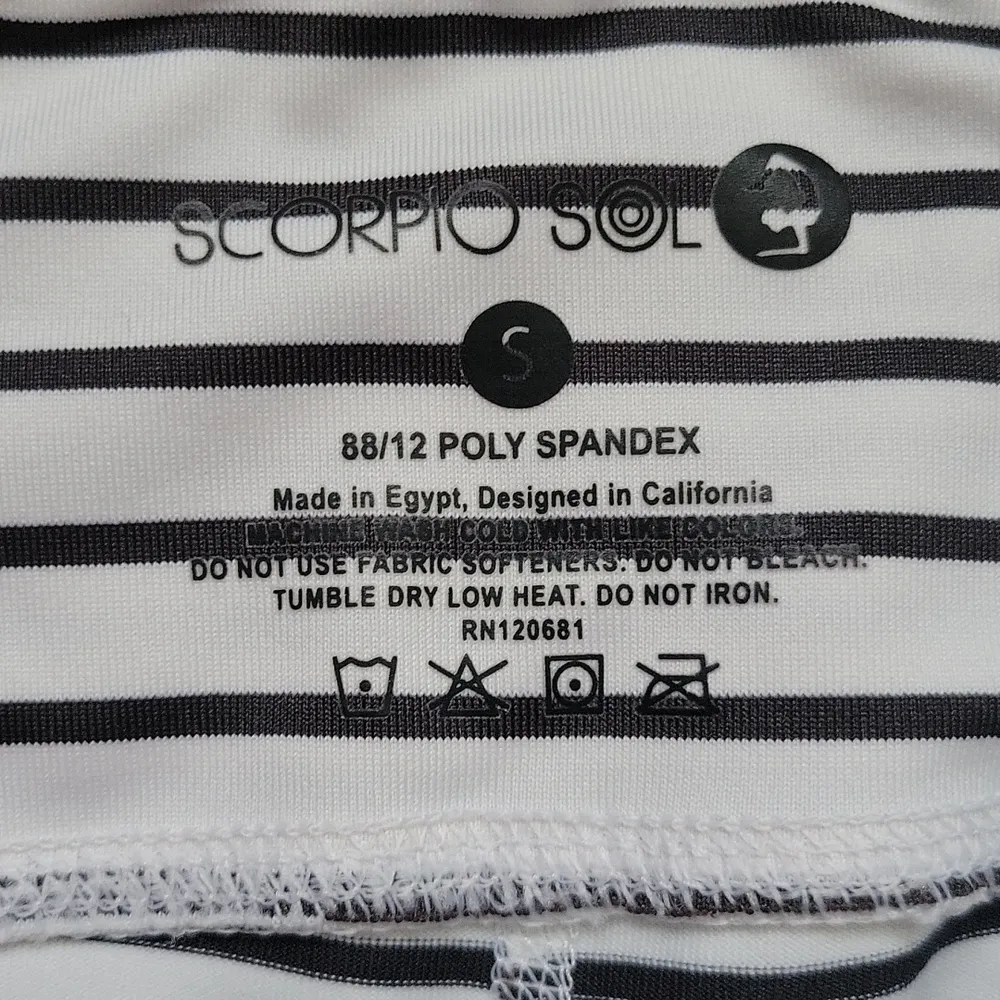 SCORPIO SOL
S
88/12 POLY SPANDEX
Made in Egypt, Designed in California
MACHINE WASH COLD WITH LIKE COLORS.
DO NOT USE FABRIC SOFTENERS. DO NOT BLEACH.
TUMBLE DRY LOW HEAT. DO NOT IRON.
RN120681